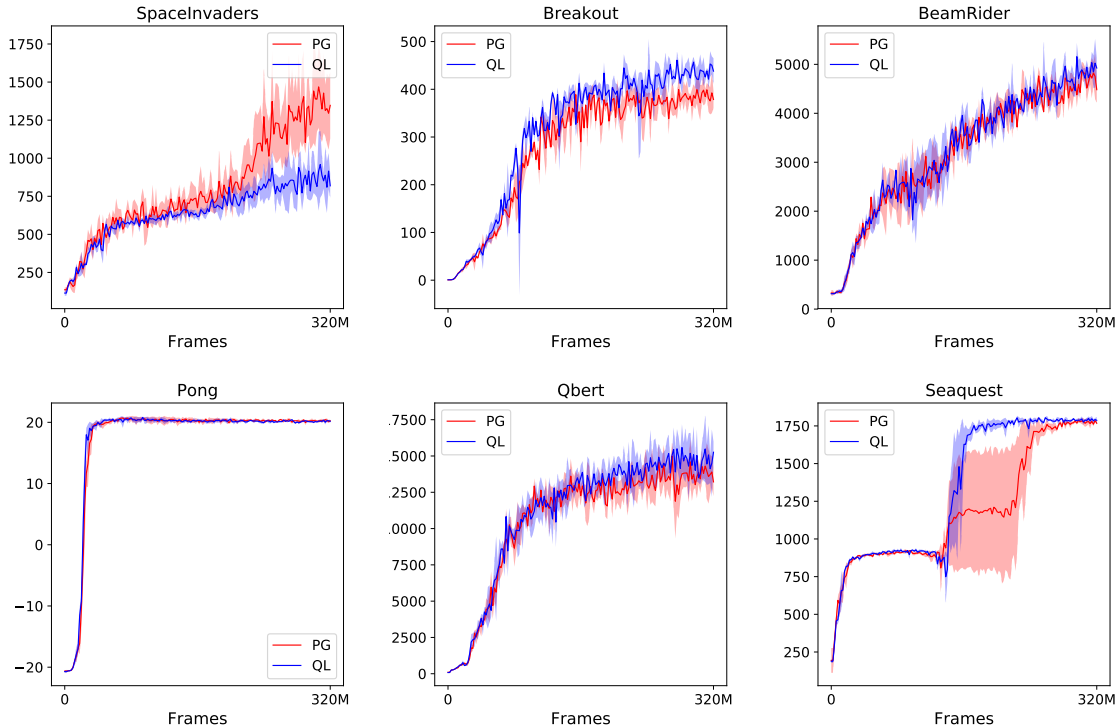 SpaceInvaders
1750
1500
1250
1000
750
500
250
0
320M
Frames
PG
QL
Breakout
500
400
300
200
100
0
0
320M
Frames
PG
QL
BeamRider
5000
4000
3000
2000
1000
0
0
320M
Frames
PG
QL
Pong
20
10
0
−10
−20
0
320M
Frames
PG
QL
Qbert
7500
5000
2500
0000
7500
5000
2500
0
0
320M
Frames
PG
QL
Seaquest
1750
1500
1250
1000
750
500
250
0
320M
Frames
PG
QL